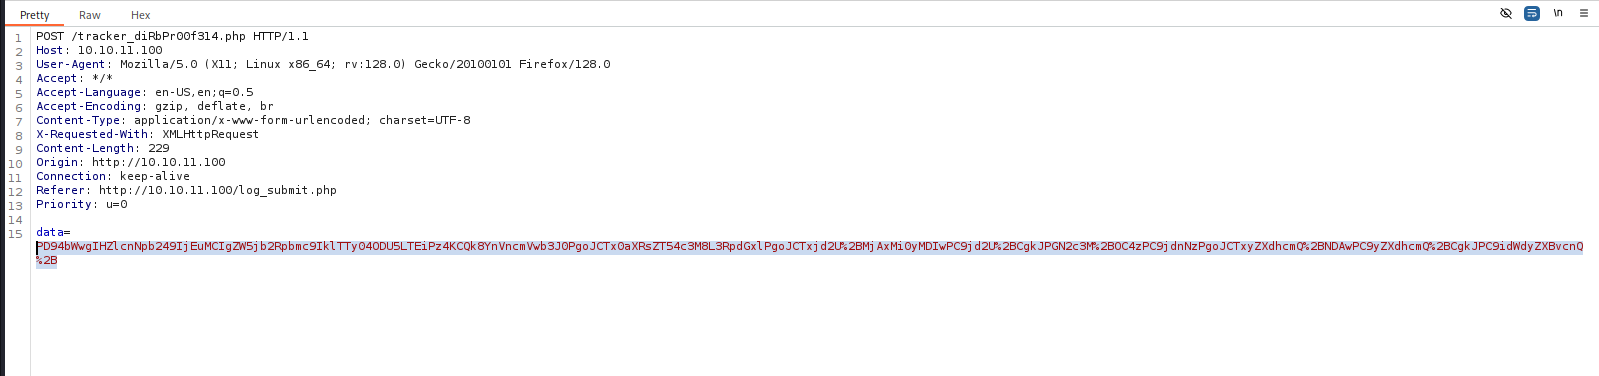 Pretty Raw Hex \n
1 POST /tracker_diRbPr00f314.php HTTP/1.1
2 Host: 10.10.11.100
3 User-Agent: Mozilla/5.0 (X11; Linux x86_64; rv:128.0) Gecko/20100101 Firefox/128.0
4 Accept: */*
5 Accept-Language: en-US,en;q=0.5
6 Accept-Encoding: gzip, deflate, br
7 Content-Type: application/x-www-form-urlencoded; charset=UTF-8
8 X-Requested-With: XMLHttpRequest
9 Content-Length: 229
10 Origin: http://10.10.11.100
11 Connection: keep-alive
12 Referer: http://10.10.11.100/log_submit.php
13 Priority: u=0
14
15 data=
PD94bWwgIHZlcnNpb249IjEuMCIgZW5jb2Rpbmc9IklTTy04ODU5LTEiPz4KCQk8YnVncmVwb3J0PgoJCTx0aXRsZT54c3M8L3RpdGxlPgoJCTxjd2U%2BMjAxMi0yMDIwPC9jd2U%2BCgkJPGN2c3M%2BOC4zPC9jdnNzPgoJCTxyZXdhcmQ%2BNDAwPC9yZXdhcmQ%2BCgkJPC9idWdyZXBvcnQ
%2B